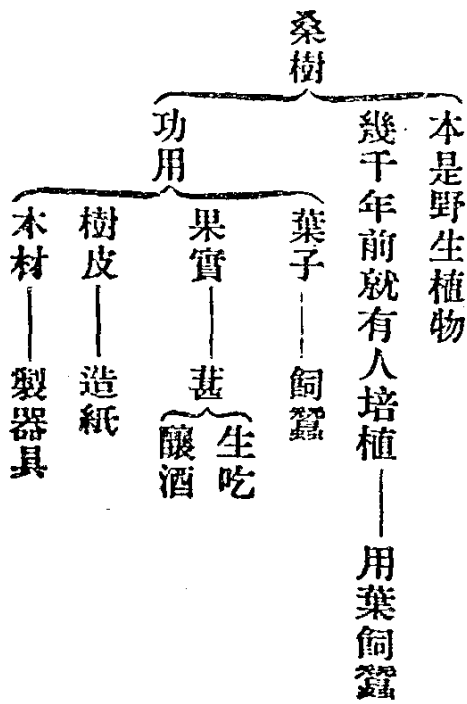 桑樹
本是野生植物
幾千年前就有人培植
用葉飼蠶
功用
葉子
飼蠶
果實
葚
生吃
釀酒
樹皮
造紙
木材
製器具